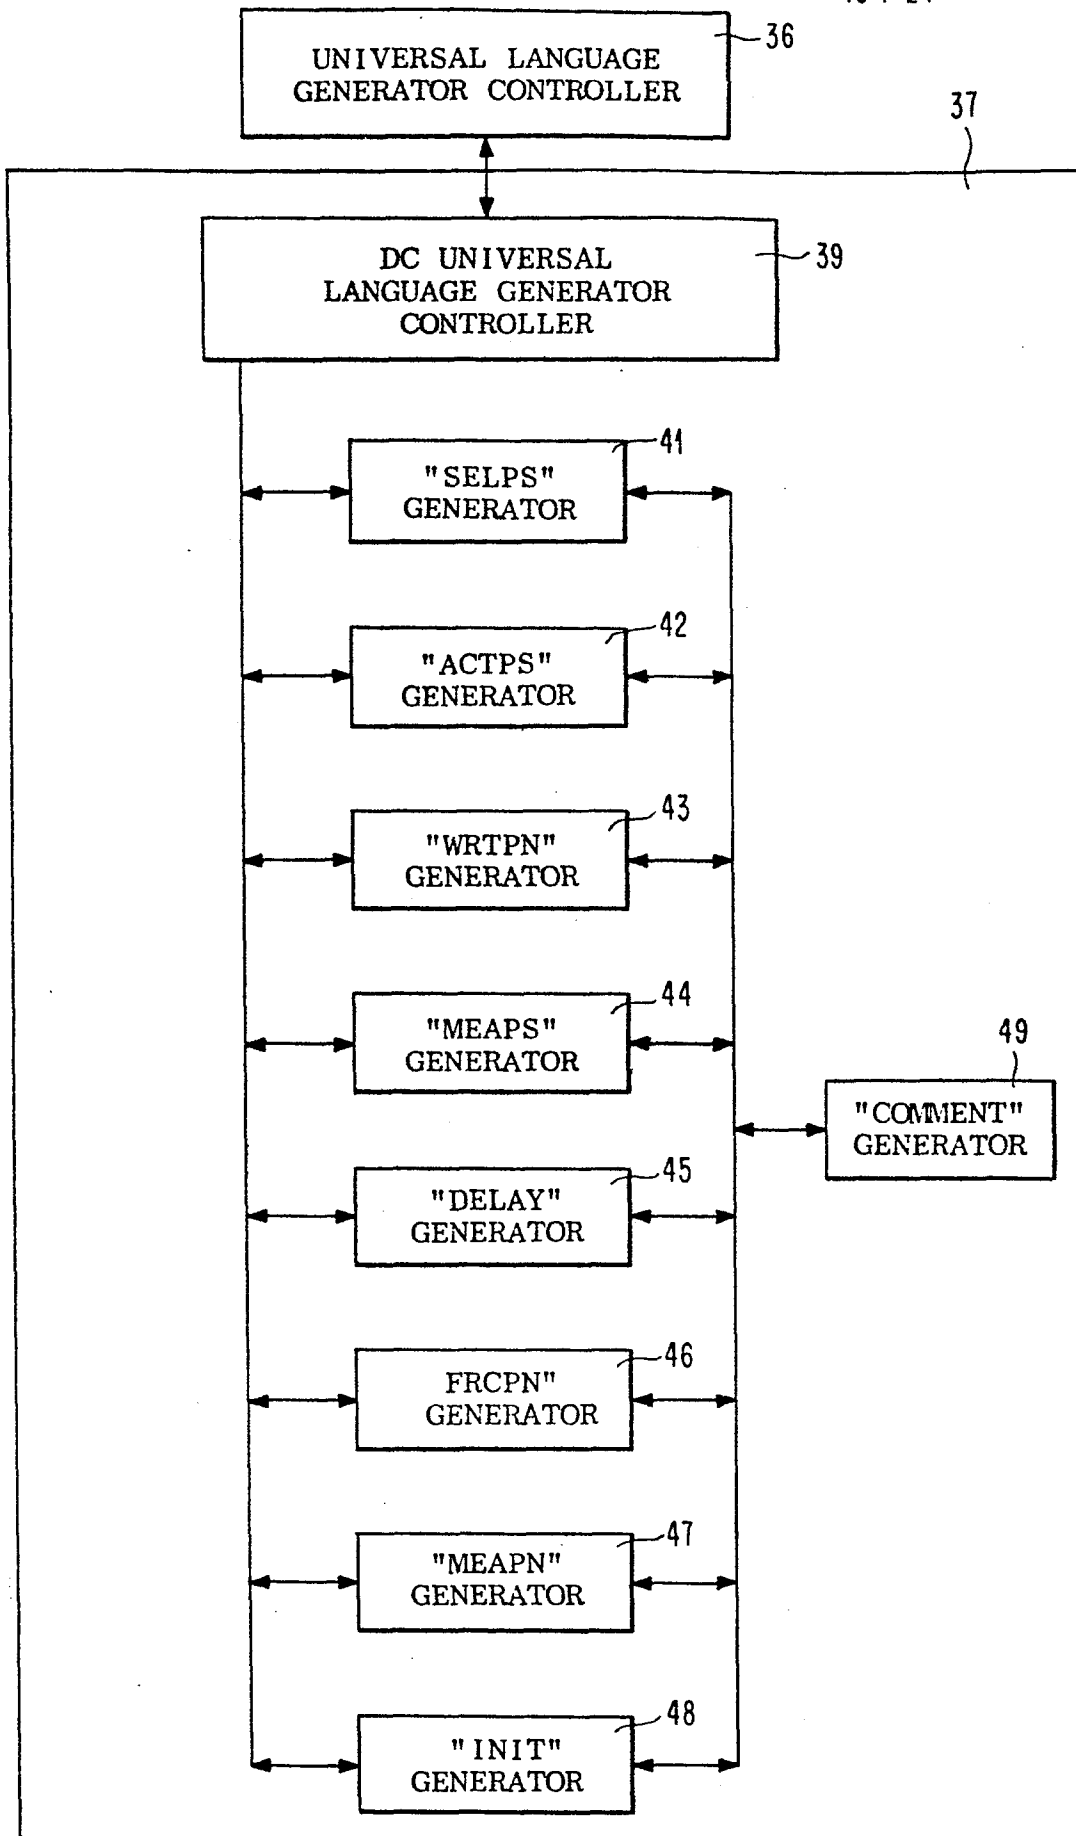 36
UNIVERSAL LANGUAGE
GENERATOR CONTROLLER
37
39
DC UNIVERSAL
LANGUAGE GENERATOR
CONTROLLER
41
"SELPS"
GENERATOR
42
"ACTPS"
GENERATOR
43
"WRTPN"
GENERATOR
44
"MEAPS"
GENERATOR
49
"COMMENT"
GENERATOR
45
"DELAY"
GENERATOR
46
FRCPN"
GENERATOR
47
"MEAPN"
GENERATOR
48
"INIT"
GENERATOR